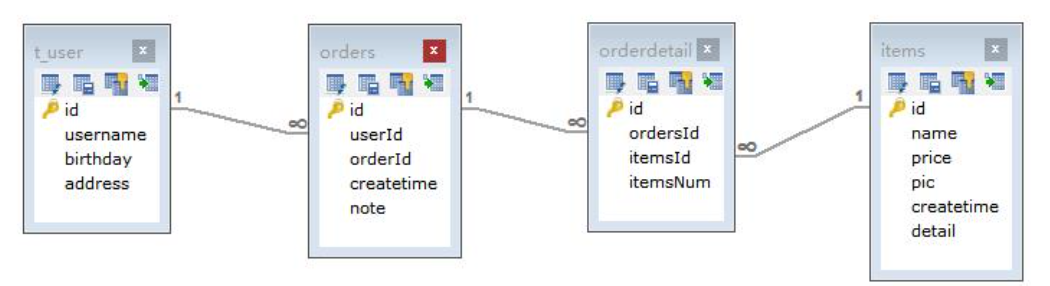 t_user
id
username
birthday
address
1
∞
orders
id
userId
orderId
createtime
note
1
∞
orderdetail
id
ordersId
itemsId
itemsNum
∞
1
items
id
name
price
pic
createtime
detail